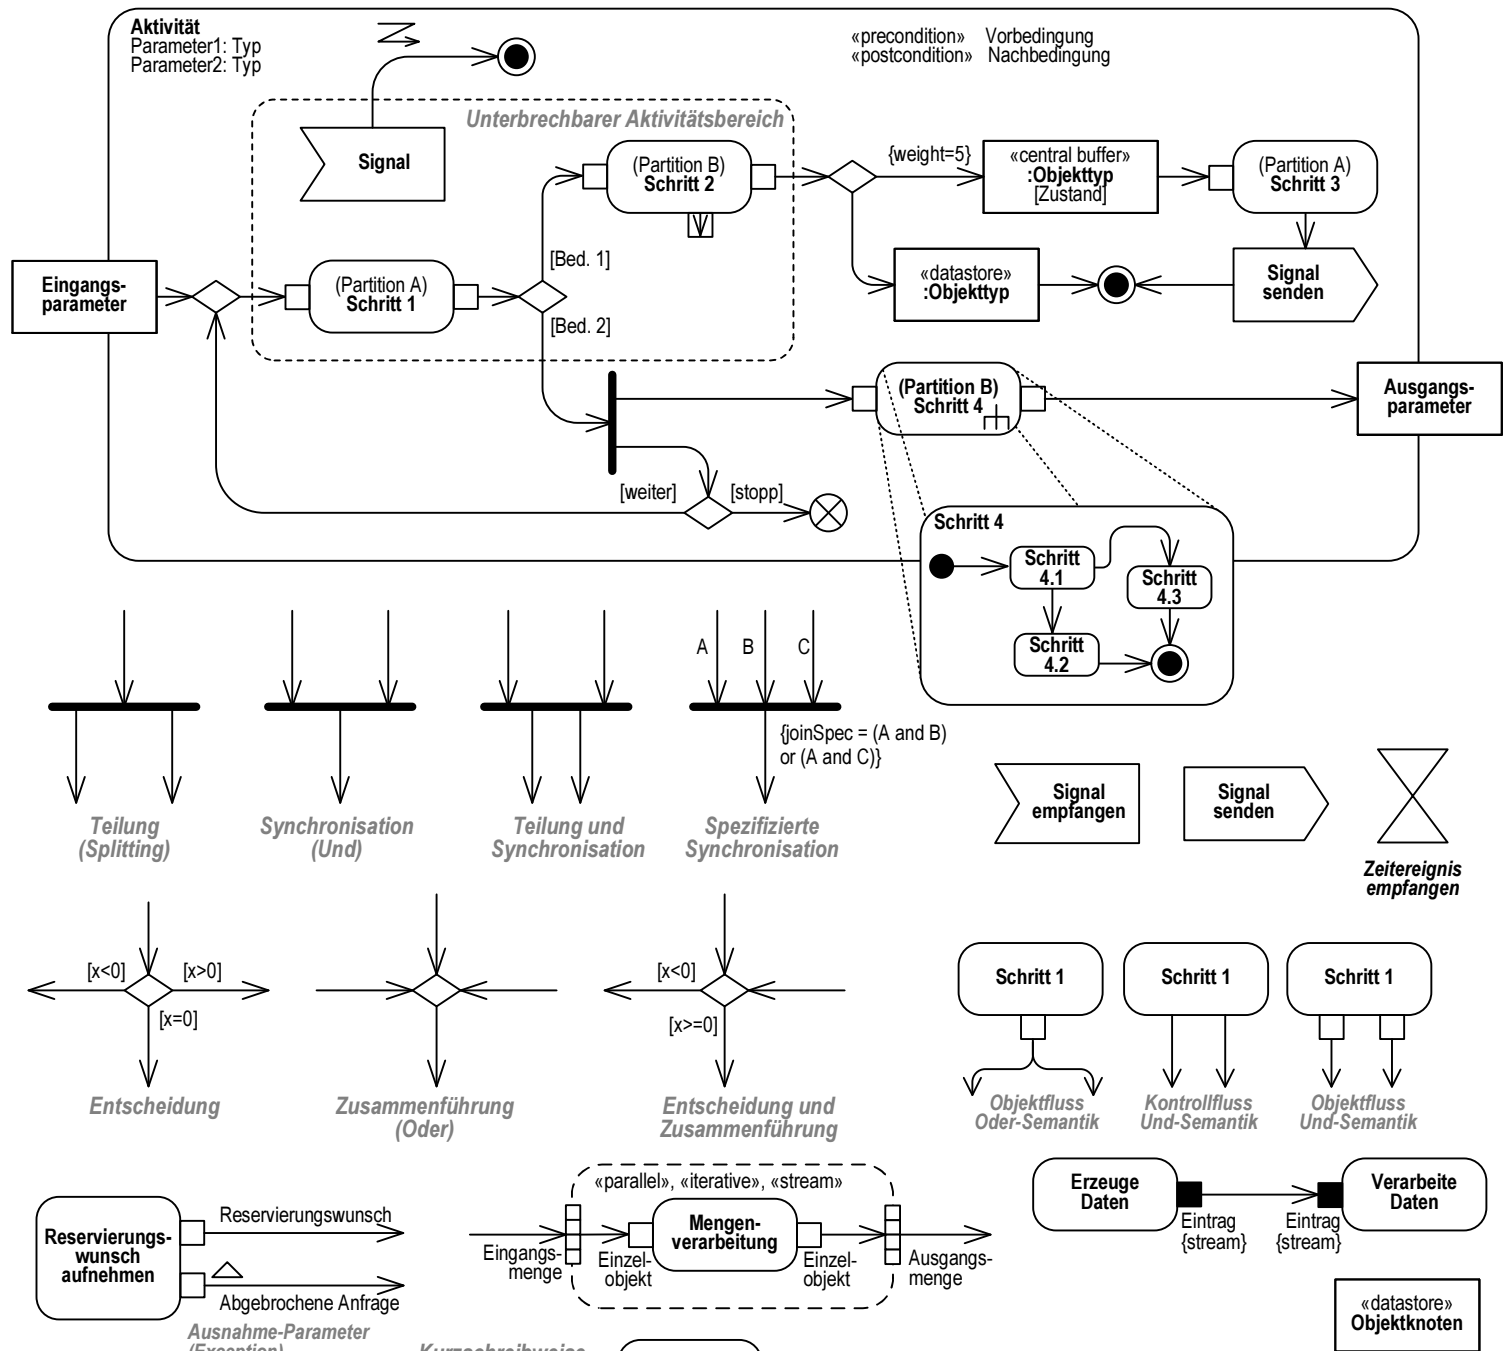 Aktivität
Parameter1: Typ
Parameter2: Typ
«precondition» Vorbedingung
«postcondition» Nachbedingung
Unterbrechbarer Aktivitätsbereich
Signal
(Partition B)
Schritt 2
{weight=5}
«central buffer»
:Objekttyp
[Zustand]
(Partition A)
Schritt 3
Eingangs-
parameter
(Partition A)
Schritt 1
[Bed. 1]
[Bed. 2]
«datastore»
:Objekttyp
Signal
senden
(Partition B)
Schritt 4
Ausgangs-
parameter
[weiter]
[stopp]
Schritt 4
Schritt
4.1
Schritt
4.3
Schritt
4.2
A
B
C
{joinSpec = (A and B)
or (A and C)}
Teilung
(Splitting)
Synchronisation
(Und)
Teilung und
Synchronisation
Spezifizierte
Synchronisation
Signal
empfangen
Signal
senden
Zeitereignis
empfangen
[x<0]
[x>0]
[x=0]
Entscheidung
Zusammenführung
(Oder)
[x<0]
[x>=0]
Entscheidung und
Zusammenführung
Schritt 1
Schritt 1
Schritt 1
Objektfluss
Oder-Semantik
Kontrollfluss
Und-Semantik
Objektfluss
Und-Semantik
Reservierungs-
wunsch
aufnehmen
Reservierungswunsch
Abgebrochene Anfrage
Ausnahme-Parameter
(Exception)
«parallel», «iterative», «stream»
Mengen-
verarbeitung
Eingangs-
menge
Einzel-
objekt
Einzel-
objekt
Ausgangs-
menge
Erzeuge
Daten
Verarbeite
Daten
Eintrag
{stream}
Eintrag
{stream}
«datastore»
Objektknoten
Kurzschreibweise